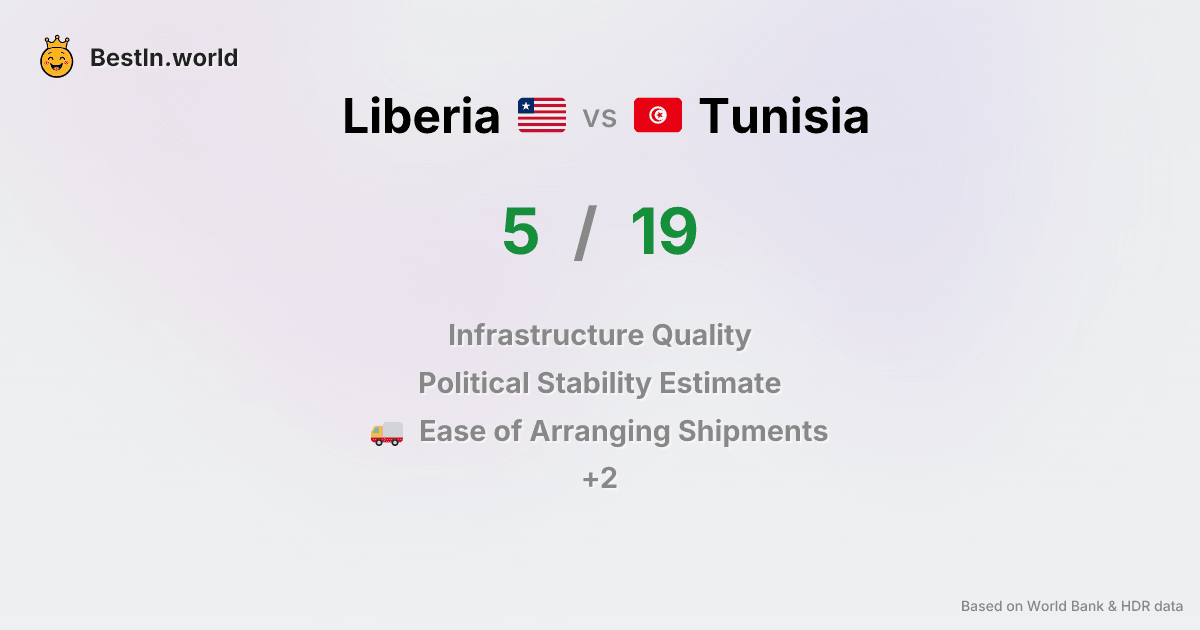 BestIn.world
Liberia vs Tunisia
5 / 19
Infrastructure Quality
Political Stability Estimate
Ease of Arranging Shipments
+2
Based on World Bank & HDR data